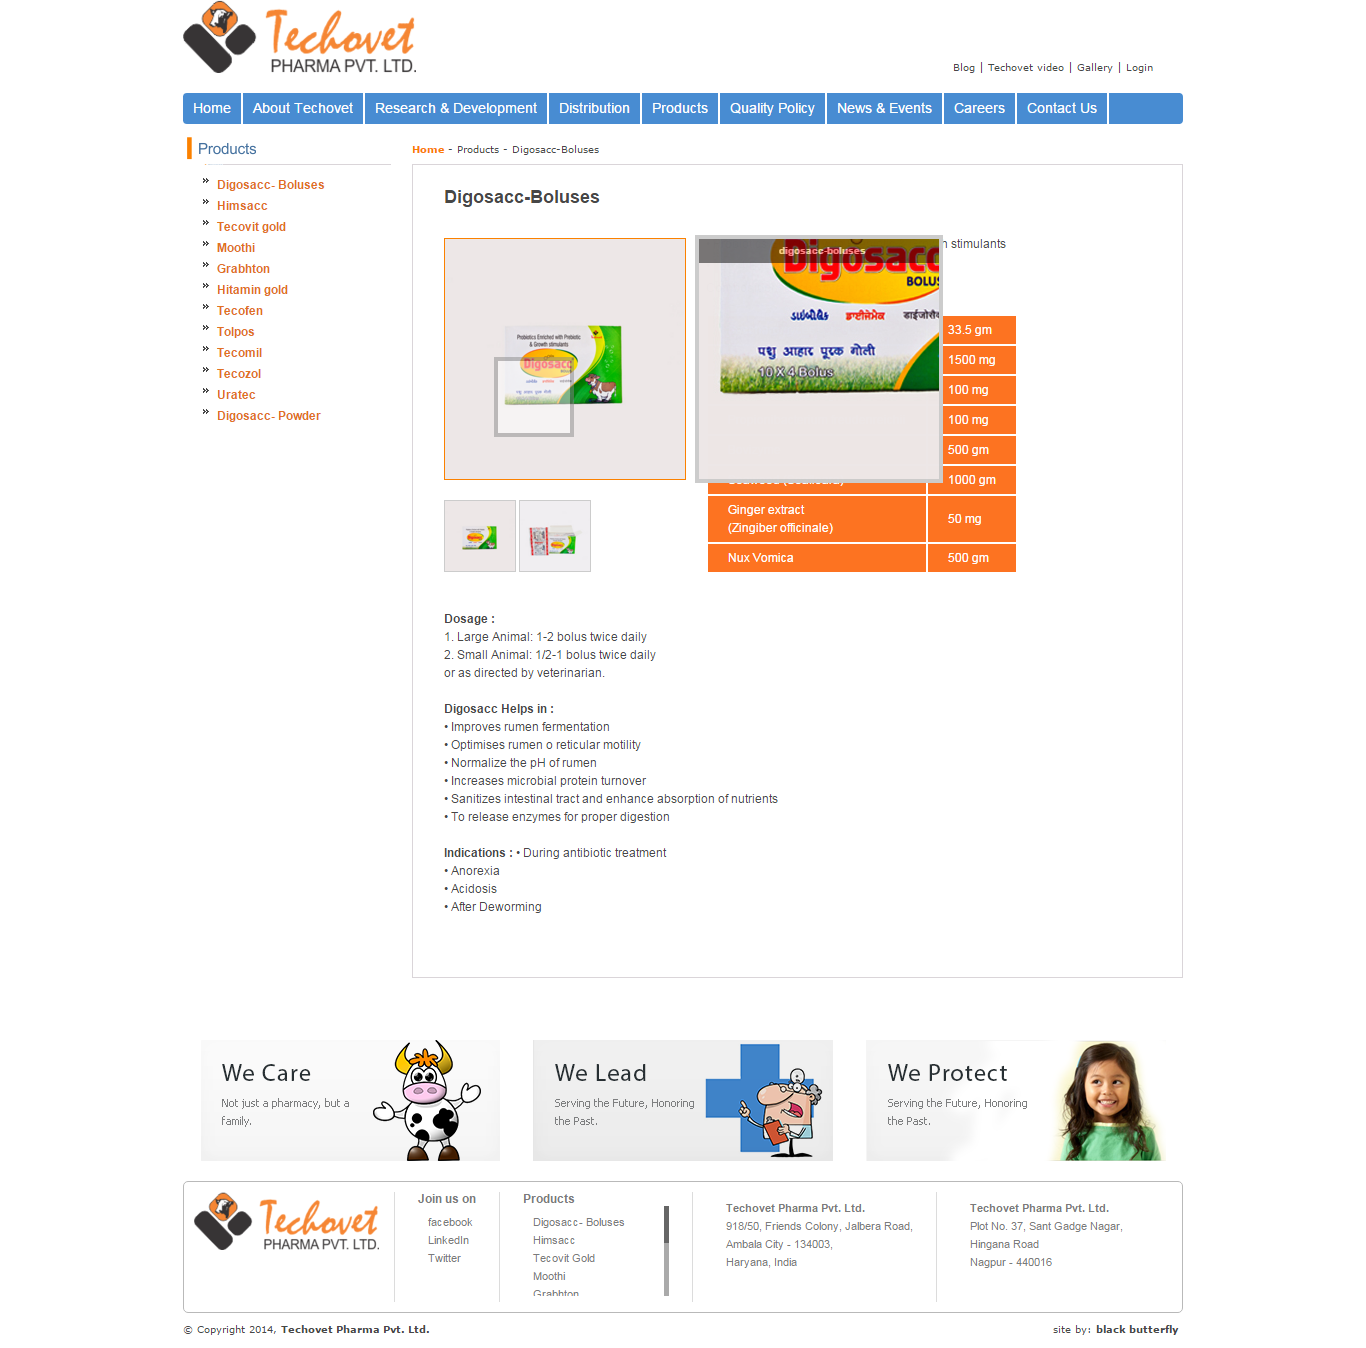 Techovet
PHARMA PVT. LTD.
Blog | Techovet video | Gallery | Login
Home About Techovet Research & Development Distribution Products Quality Policy News & Events Careers Contact Us
Products
» Digosacc- Boluses
» Himsacc
» Tecovit gold
» Moothi
» Grabhton
» Hitamin gold
» Tecofen
» Tolpos
» Tecomil
» Tecozol
» Uratec
» Digosacc- Powder
Home - Products - Digosacc-Boluses
Digosacc-Boluses
Probiotics Enriched with Prebiotic
& Growth stimulants
Digosacc
digosacc-boluses
Digosacc
BOLUS
डाईजेमेक
पशु आहार पूरक गोली
10 X 4 Bolus
stimulants
33.5 gm
1500 mg
100 mg
100 mg
500 gm
1000 gm
Ginger extract
(Zingiber officinale)
50 mg
Nux Vomica 500 gm
Dosage :
1. Large Animal: 1-2 bolus twice daily
2. Small Animal: 1/2-1 bolus twice daily
or as directed by veterinarian.
Digosacc Helps in :
• Improves rumen fermentation
• Optimises rumen o reticular motility
• Normalize the pH of rumen
• Increases microbial protein turnover
• Sanitizes intestinal tract and enhance absorption of nutrients
• To release enzymes for proper digestion
Indications : • During antibiotic treatment
• Anorexia
• Acidosis
• After Deworming
We Care
Not just a pharmacy, but a
family.
We Lead
Serving the Future, Honoring
the Past.
We Protect
Serving the Future, Honoring
the Past.
Techovet
PHARMA PVT. LTD.
Join us on
facebook
LinkedIn
Twitter
Products
Digosacc- Boluses
Himsacc
Tecovit Gold
Moothi
Grabhton
Techovet Pharma Pvt. Ltd.
918/50, Friends Colony, Jalbera Road,
Ambala City - 134003,
Haryana, India
Techovet Pharma Pvt. Ltd.
Plot No. 37, Sant Gadge Nagar,
Hingana Road
Nagpur - 440016
© Copyright 2014, Techovet Pharma Pvt. Ltd.
site by: black butterfly